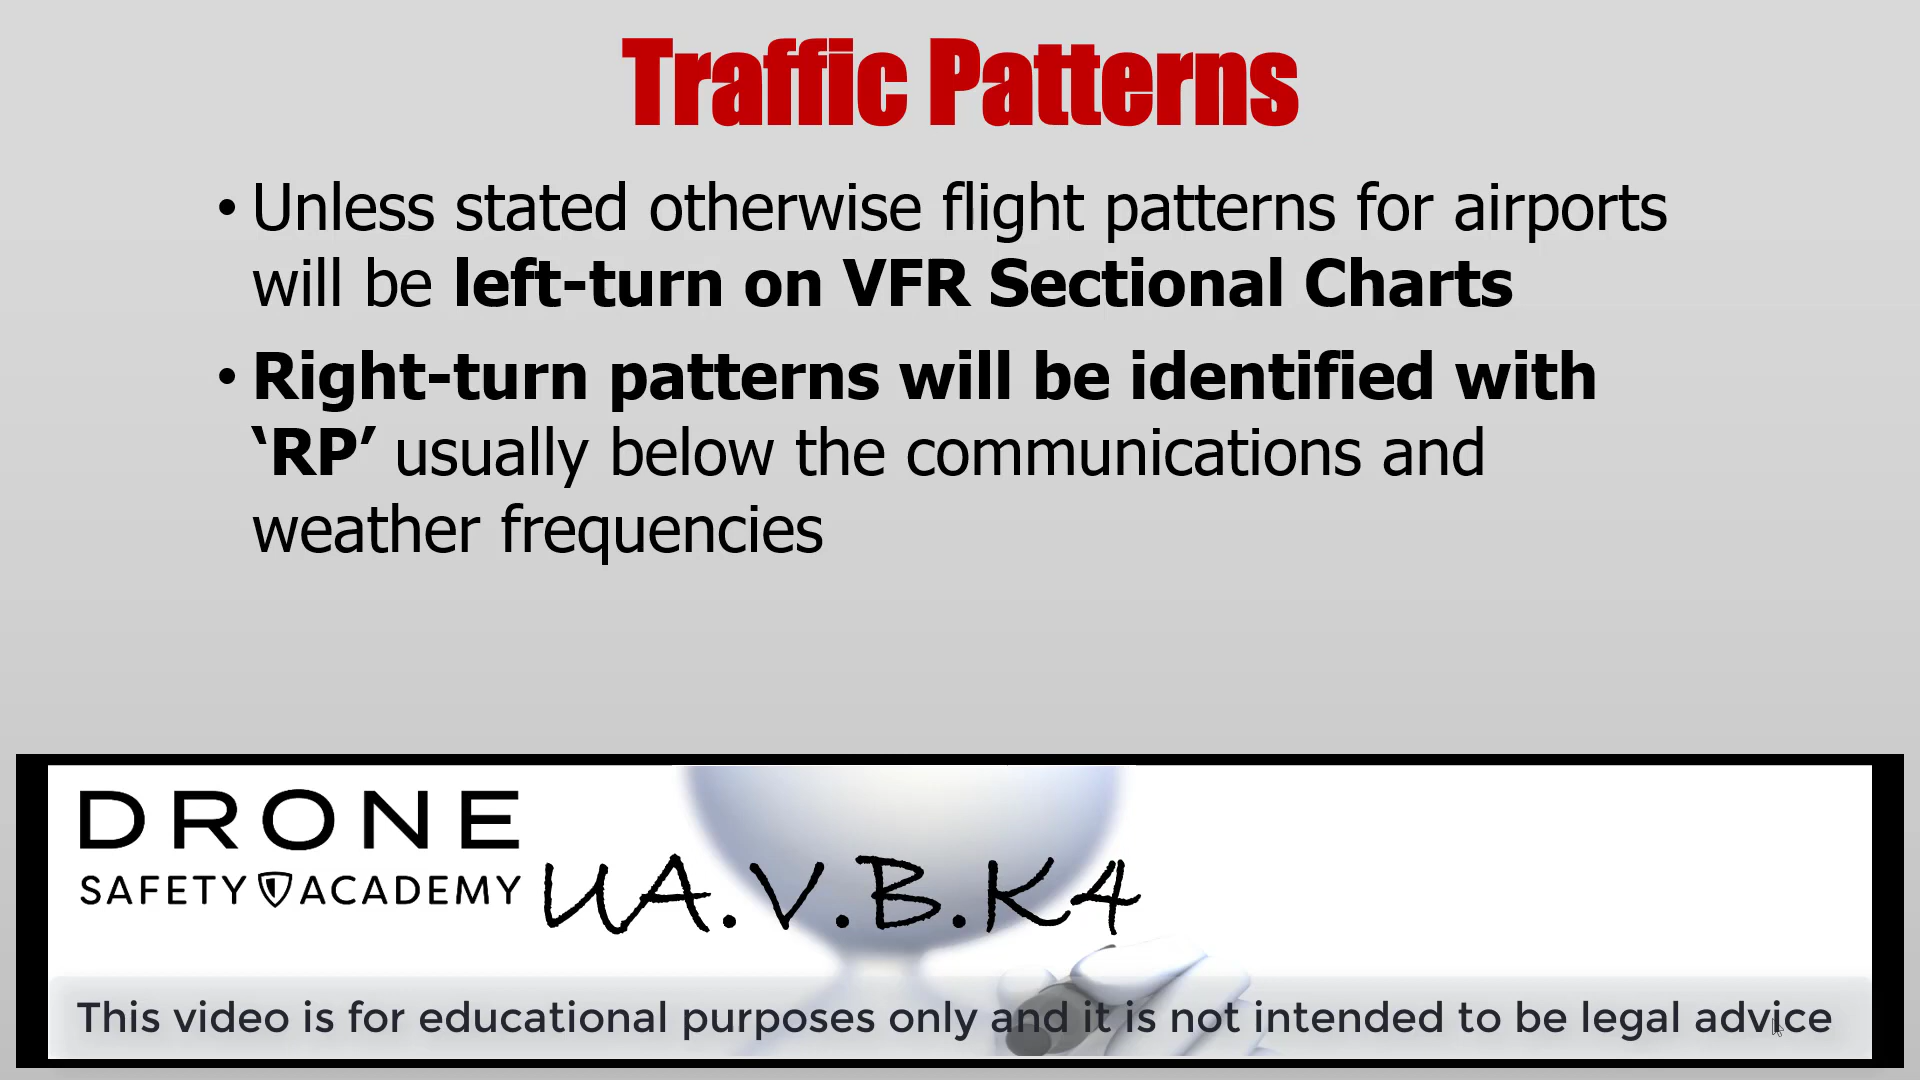 Traffic Patterns
• Unless stated otherwise flight patterns for airports
will be left-turn on VFR Sectional Charts
• Right-turn patterns will be identified with
‘RP’ usually below the communications and
weather frequencies
DRONE
SAFETY ACADEMY
UA.V.B.K4
This video is for educational purposes only and it is not intended to be legal advice